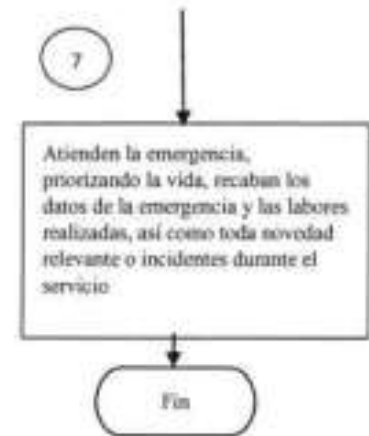 7
Atienden la emergencia,
priorizando la vida, recaban los
datos de la emergencia y las labores
realizadas, así como toda novedad
relevante o incidentes durante el
servicio
Fin